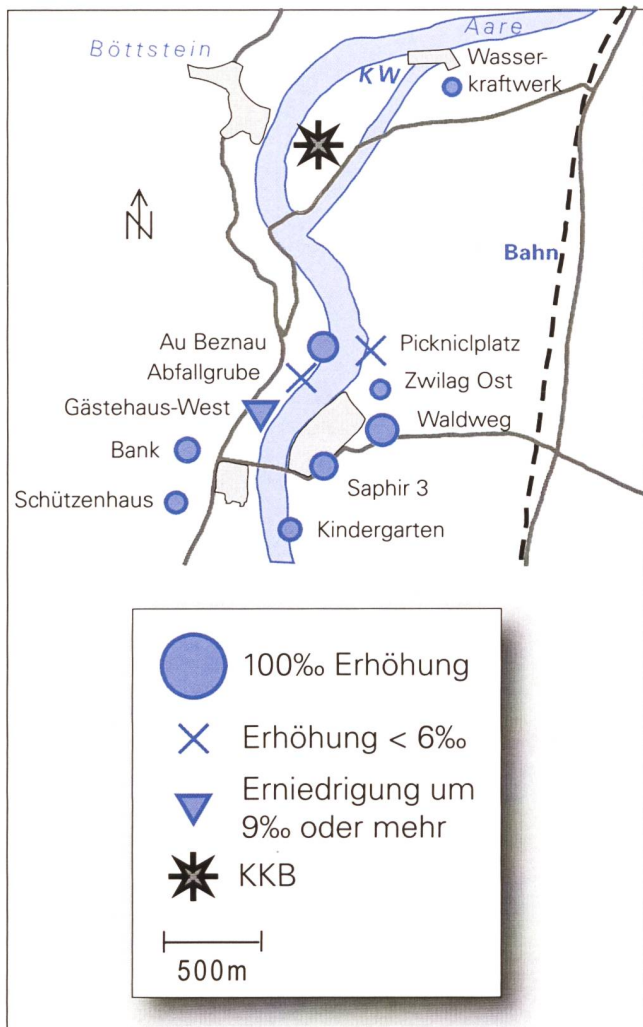 Aare
Böttstein
KW
Wasser-
kraftwerk
N
Bahn
Au Beznau
Pickniclplatz
Abfallgrube
Zwilag Ost
Gästehaus-West
Waldweg
Bank
Saphir 3
Schützenhaus
Kindergarten
100‰ Erhöhung
Erhöhung < 6‰
Erniedrigung um
9‰ oder mehr
KKB
500m